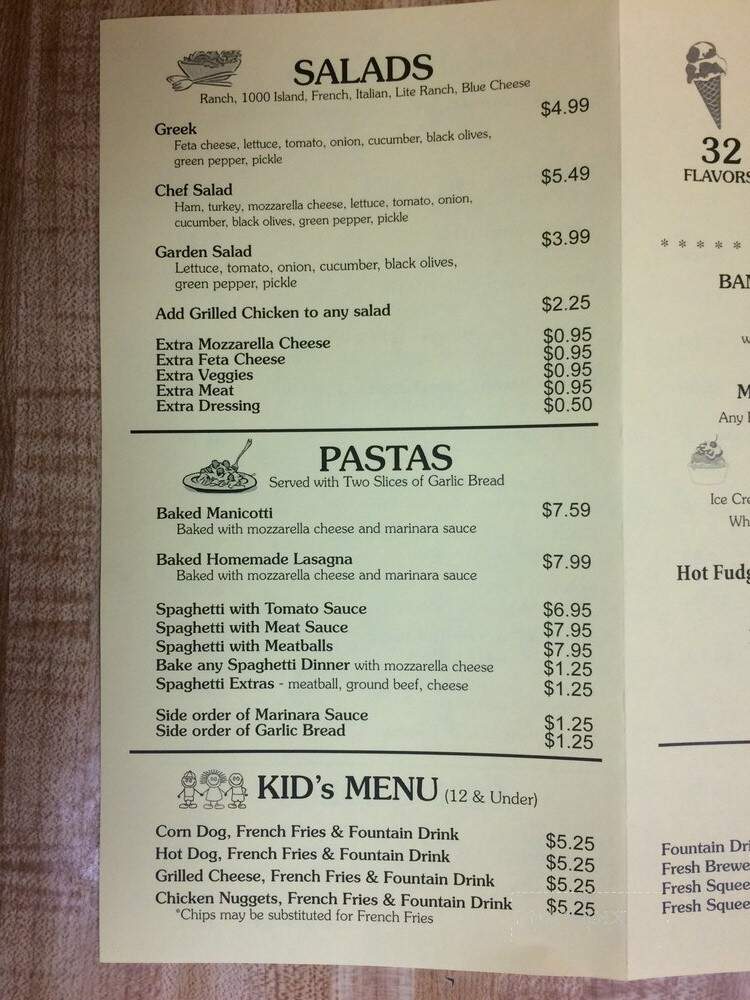 SALADS
Ranch, 1000 Island, French, Italian, Lite Ranch, Blue Cheese
Greek $4.99
Feta cheese, lettuce, tomato, onion, cucumber, black olives,
green pepper, pickle
Chef Salad $5.49
Ham, turkey, mozzarella cheese, lettuce, tomato, onion,
cucumber, black olives, green pepper, pickle
Garden Salad $3.99
Lettuce, tomato, onion, cucumber, black olives,
green pepper, pickle
Add Grilled Chicken to any salad $2.25
Extra Mozzarella Cheese $0.95
Extra Feta Cheese $0.95
Extra Veggies $0.95
Extra Meat $0.95
Extra Dressing $0.50
PASTAS
Served with Two Slices of Garlic Bread
Baked Manicotti $7.59
Baked with mozzarella cheese and marinara sauce
Baked Homemade Lasagna $7.99
Baked with mozzarella cheese and marinara sauce
Spaghetti with Tomato Sauce $6.95
Spaghetti with Meat Sauce $7.95
Spaghetti with Meatballs $7.95
Bake any Spaghetti Dinner with mozzarella cheese $1.25
Spaghetti Extras - meatball, ground beef, cheese $1.25
Side order of Marinara Sauce $1.25
Side order of Garlic Bread $1.25
KID's MENU (12 & Under)
Corn Dog, French Fries & Fountain Drink $5.25
Hot Dog, French Fries & Fountain Drink $5.25
Grilled Cheese, French Fries & Fountain Drink $5.25
Chicken Nuggets, French Fries & Fountain Drink $5.25
*Chips may be substituted for French Fries
32
FLAVORS
* * * * *
Any
Ice
Hot
Fountain
Fresh
Fresh
Fresh